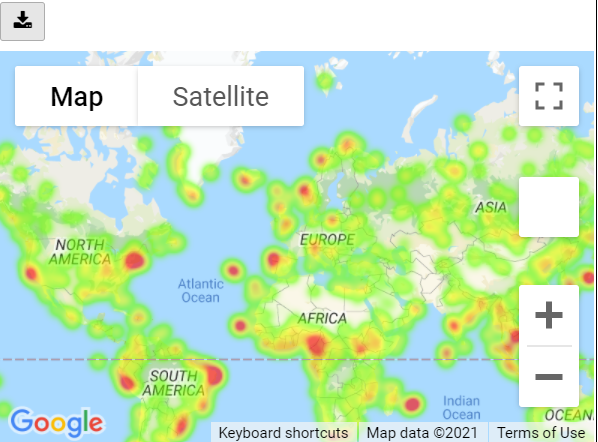 Map
Satellite
ASIA
NORTH
AMERICA
EUROPE
Atlantic
Ocean
AFRICA
SOUTH
AMERICA
Indian
Ocean
OCEAN
Google
Keyboard shortcuts
Map data ©2021
Terms of Use